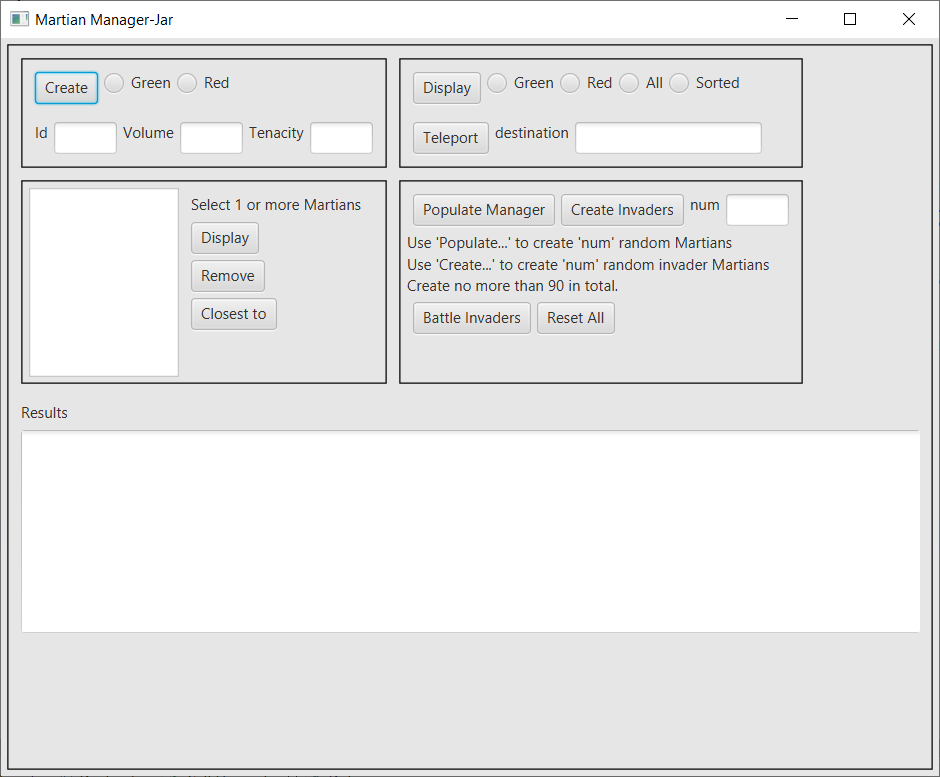 Martian Manager-Jar
Create Green Red
Id Volume Tenacity
Display Green Red All Sorted
Teleport destination
Select 1 or more Martians
Display
Remove
Closest to
Populate Manager Create Invaders num
Use 'Populate...' to create 'num' random Martians
Use 'Create...' to create 'num' random invader Martians
Create no more than 90 in total.
Battle Invaders Reset All
Results